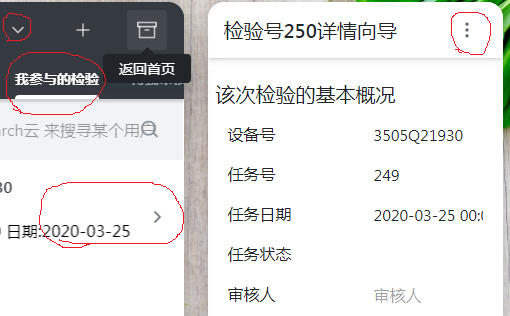 返回首页
我参与的检验
arch云 来搜寻某个用
30
日期:2020-03-25
检验号250详情向导
该次检验的基本概况
设备号 3505Q21930
任务号 249
任务日期 2020-03-25 00:0
任务状态
审核人 审核人